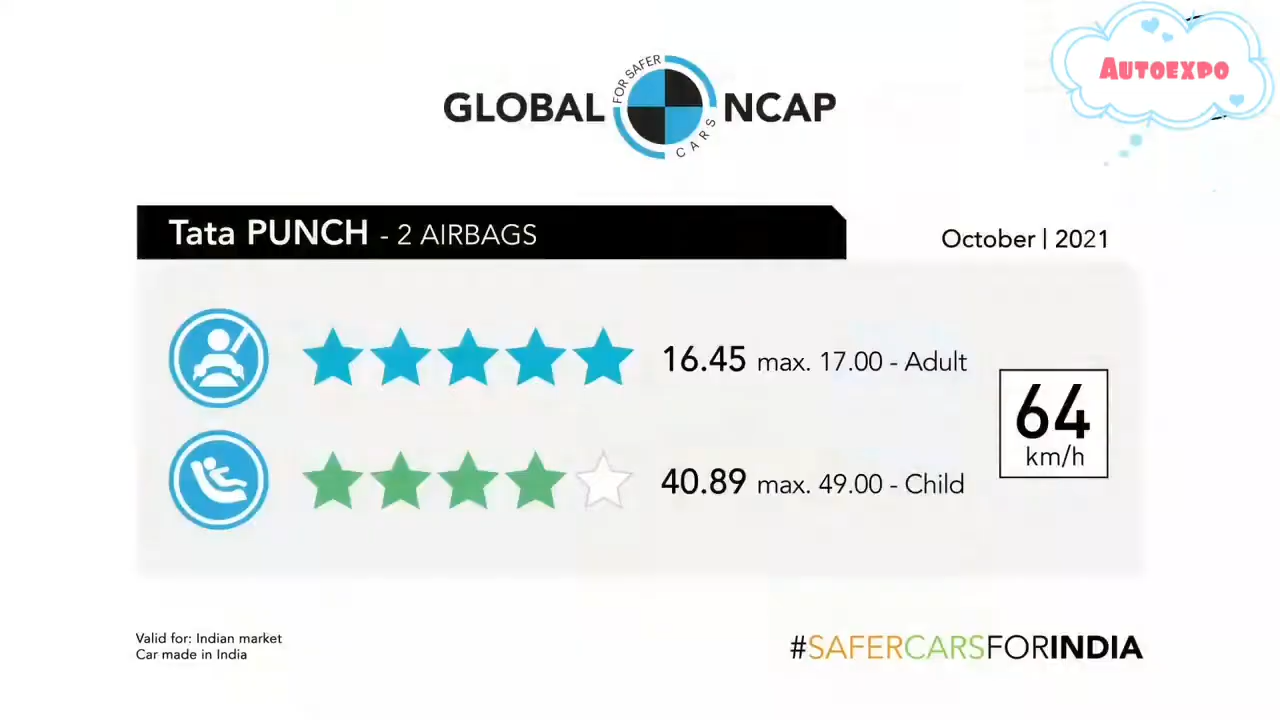 AUTOEXPO
GLOBAL NCAP
FOR SAFER
CARS
Tata PUNCH - 2 AIRBAGS
October | 2021
16.45 max. 17.00 - Adult
40.89 max. 49.00 - Child
64
km/h
Valid for: Indian market
Car made in India
#SAFERCARSFORINDIA